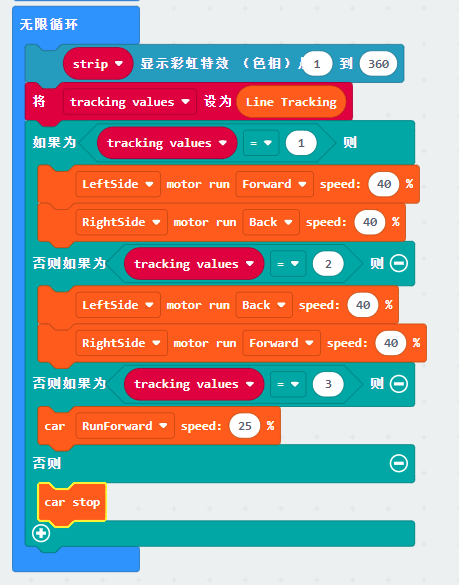 无限循环
strip 显示彩虹特效 （色相）从 1 到 360
将 tracking values 设为 Line Tracking
如果为 tracking values = 1 则
LeftSide motor run Forward speed: 40 %
RightSide motor run Back speed: 40 %
否则如果为 tracking values = 2 则
LeftSide motor run Back speed: 40 %
RightSide motor run Forward speed: 40 %
否则如果为 tracking values = 3 则
car RunForward speed: 25 %
否则
car stop